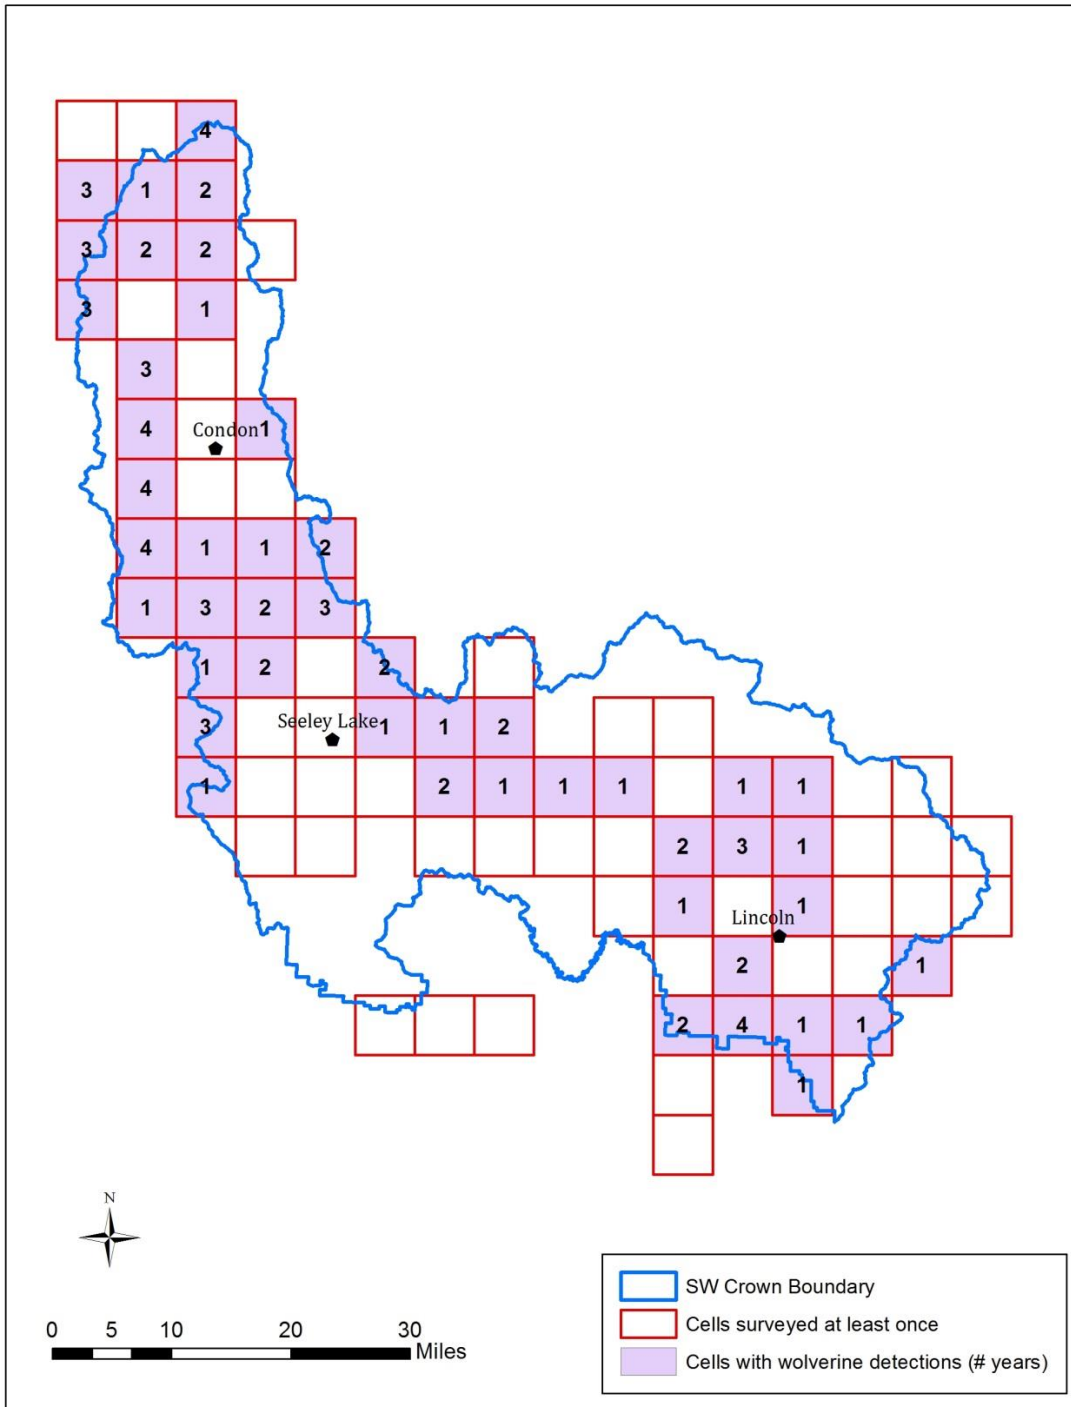 4
3 1 2
3 2 2
3 1
3
4 Condon 1
4
4 1 1 2
1 3 2 3
1 2 2
3 Seeley Lake 1 1 2
1 2 1 1 1 1 1
2 3 1
1 Lincoln 1
2 1
2 4 1 1
1
N
0 5 10 20 30
Miles
SW Crown Boundary
Cells surveyed at least once
Cells with wolverine detections (# years)